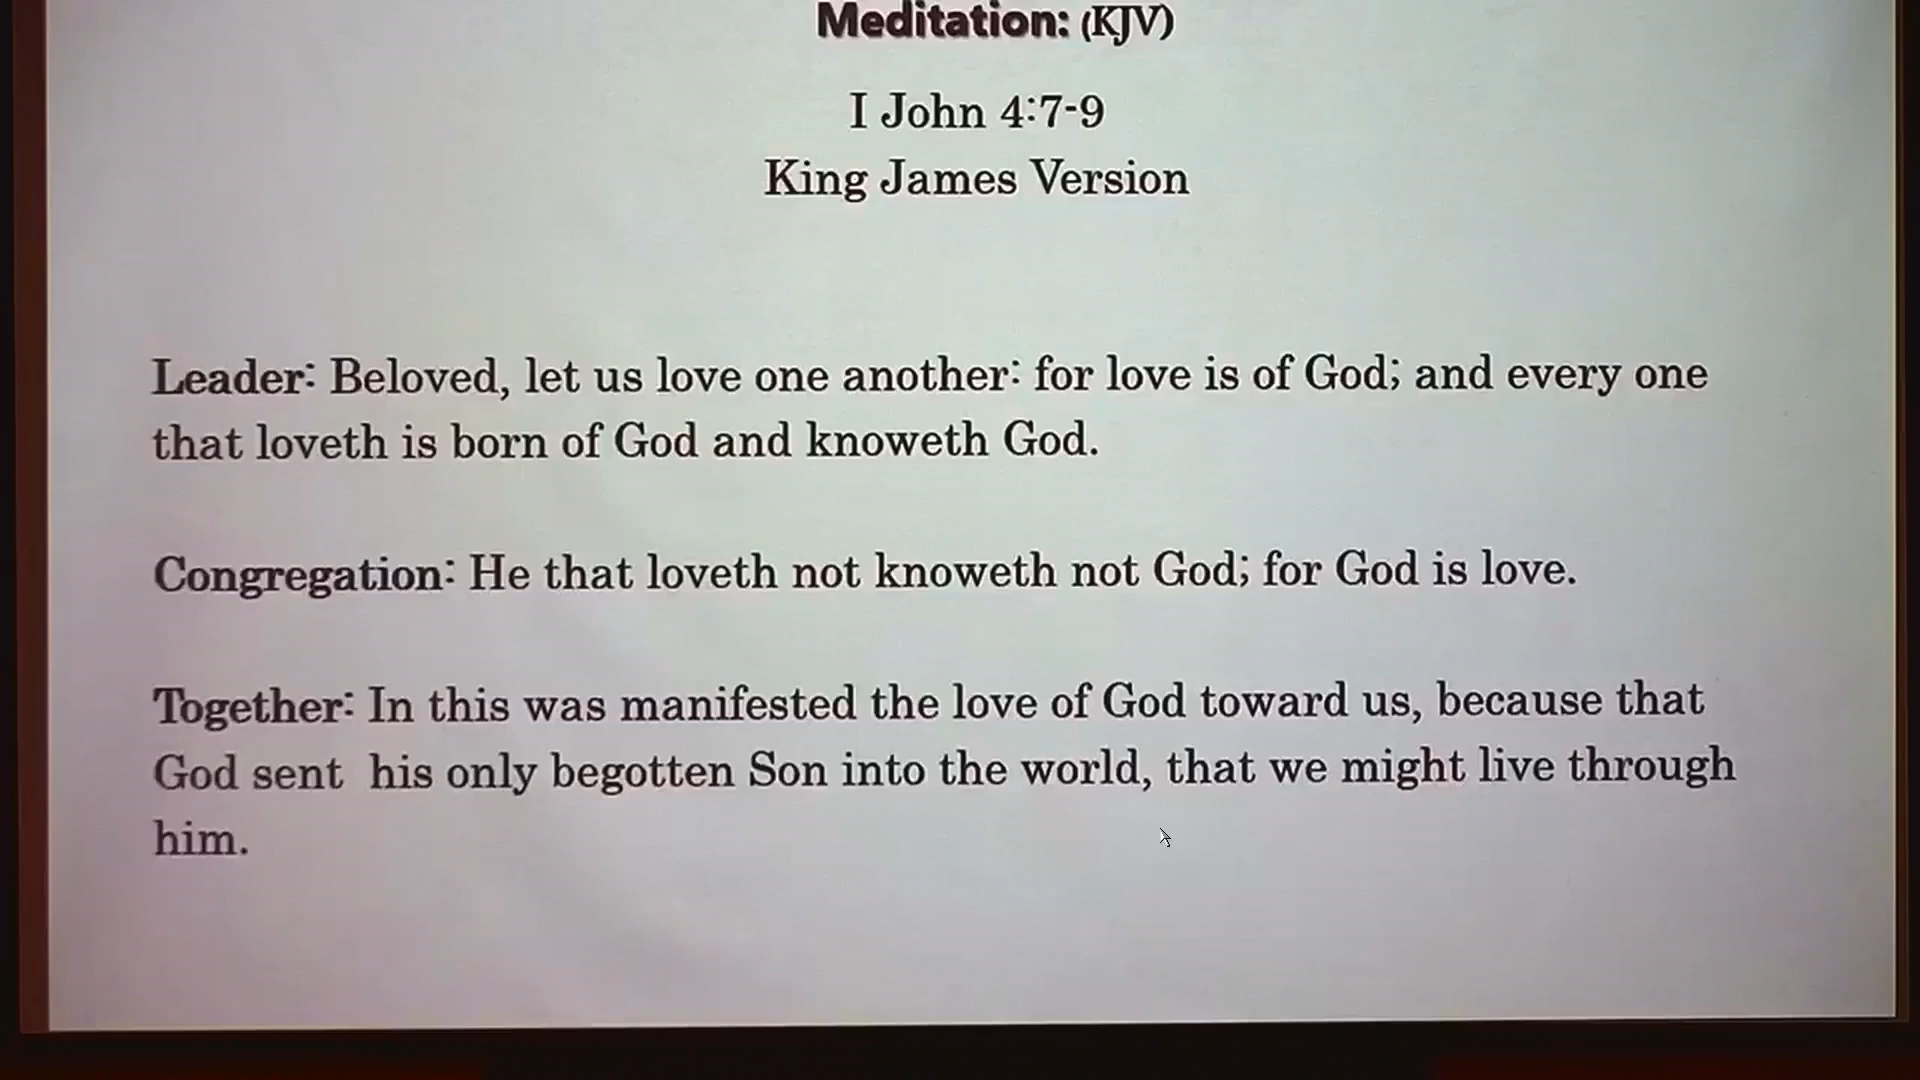 Meditation: (KJV)
I John 4:7-9
King James Version
Leader: Beloved, let us love one another: for love is of God; and every one
that loveth is born of God and knoweth God.
Congregation: He that loveth not knoweth not God; for God is love.
Together: In this was manifested the love of God toward us, because that
God sent  his only begotten Son into the world, that we might live through
him.